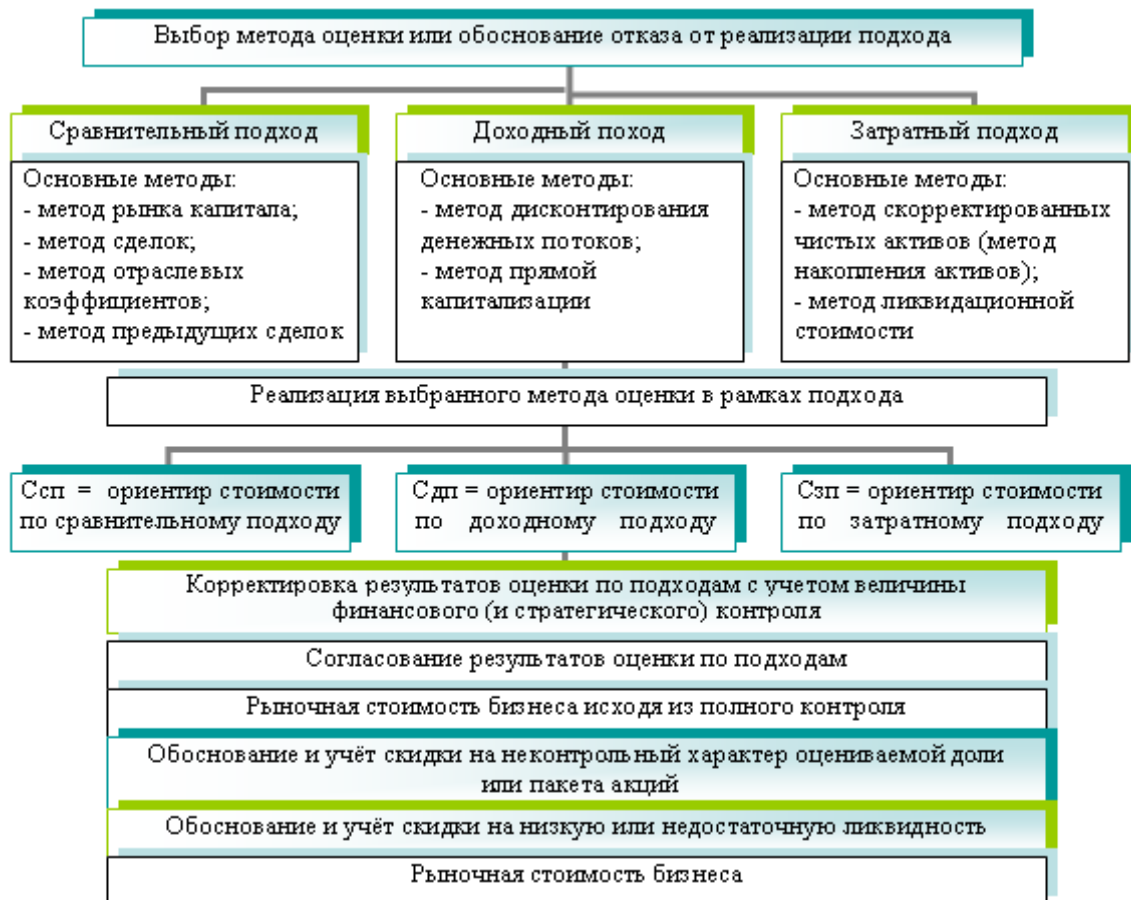 Выбор метода оценки или обоснование отказа от реализации подхода
Сравнительный подход
Основные методы:
- метод рынка капитала;
- метод сделок;
- метод отраслевых
коэффициентов;
- метод предыдущих сделок
Доходный поход
Основные методы:
- метод дисконтирования
денежных потоков;
- метод прямой
капитализации
Затратный подход
Основные методы:
- метод скорректированных
чистых активов (метод
накопления активов);
- метод ликвидационной
стоимости
Реализация выбранного метода оценки в рамках подхода
Ссп = ориентир стоимости
по сравнительному подходу
Сдп = ориентир стоимости
по доходному подходу
Сзп = ориентир стоимости
по затратному подходу
Корректировка результатов оценки по подходам с учетом величины
финансового (и стратегического) контроля
Согласование результатов оценки по подходам
Рыночная стоимость бизнеса исходя из полного контроля
Обоснование и учёт скидки на неконтрольный характер оцениваемой доли
или пакета акций
Обоснование и учёт скидки на низкую или недостаточную ликвидность
Рыночная стоимость бизнеса